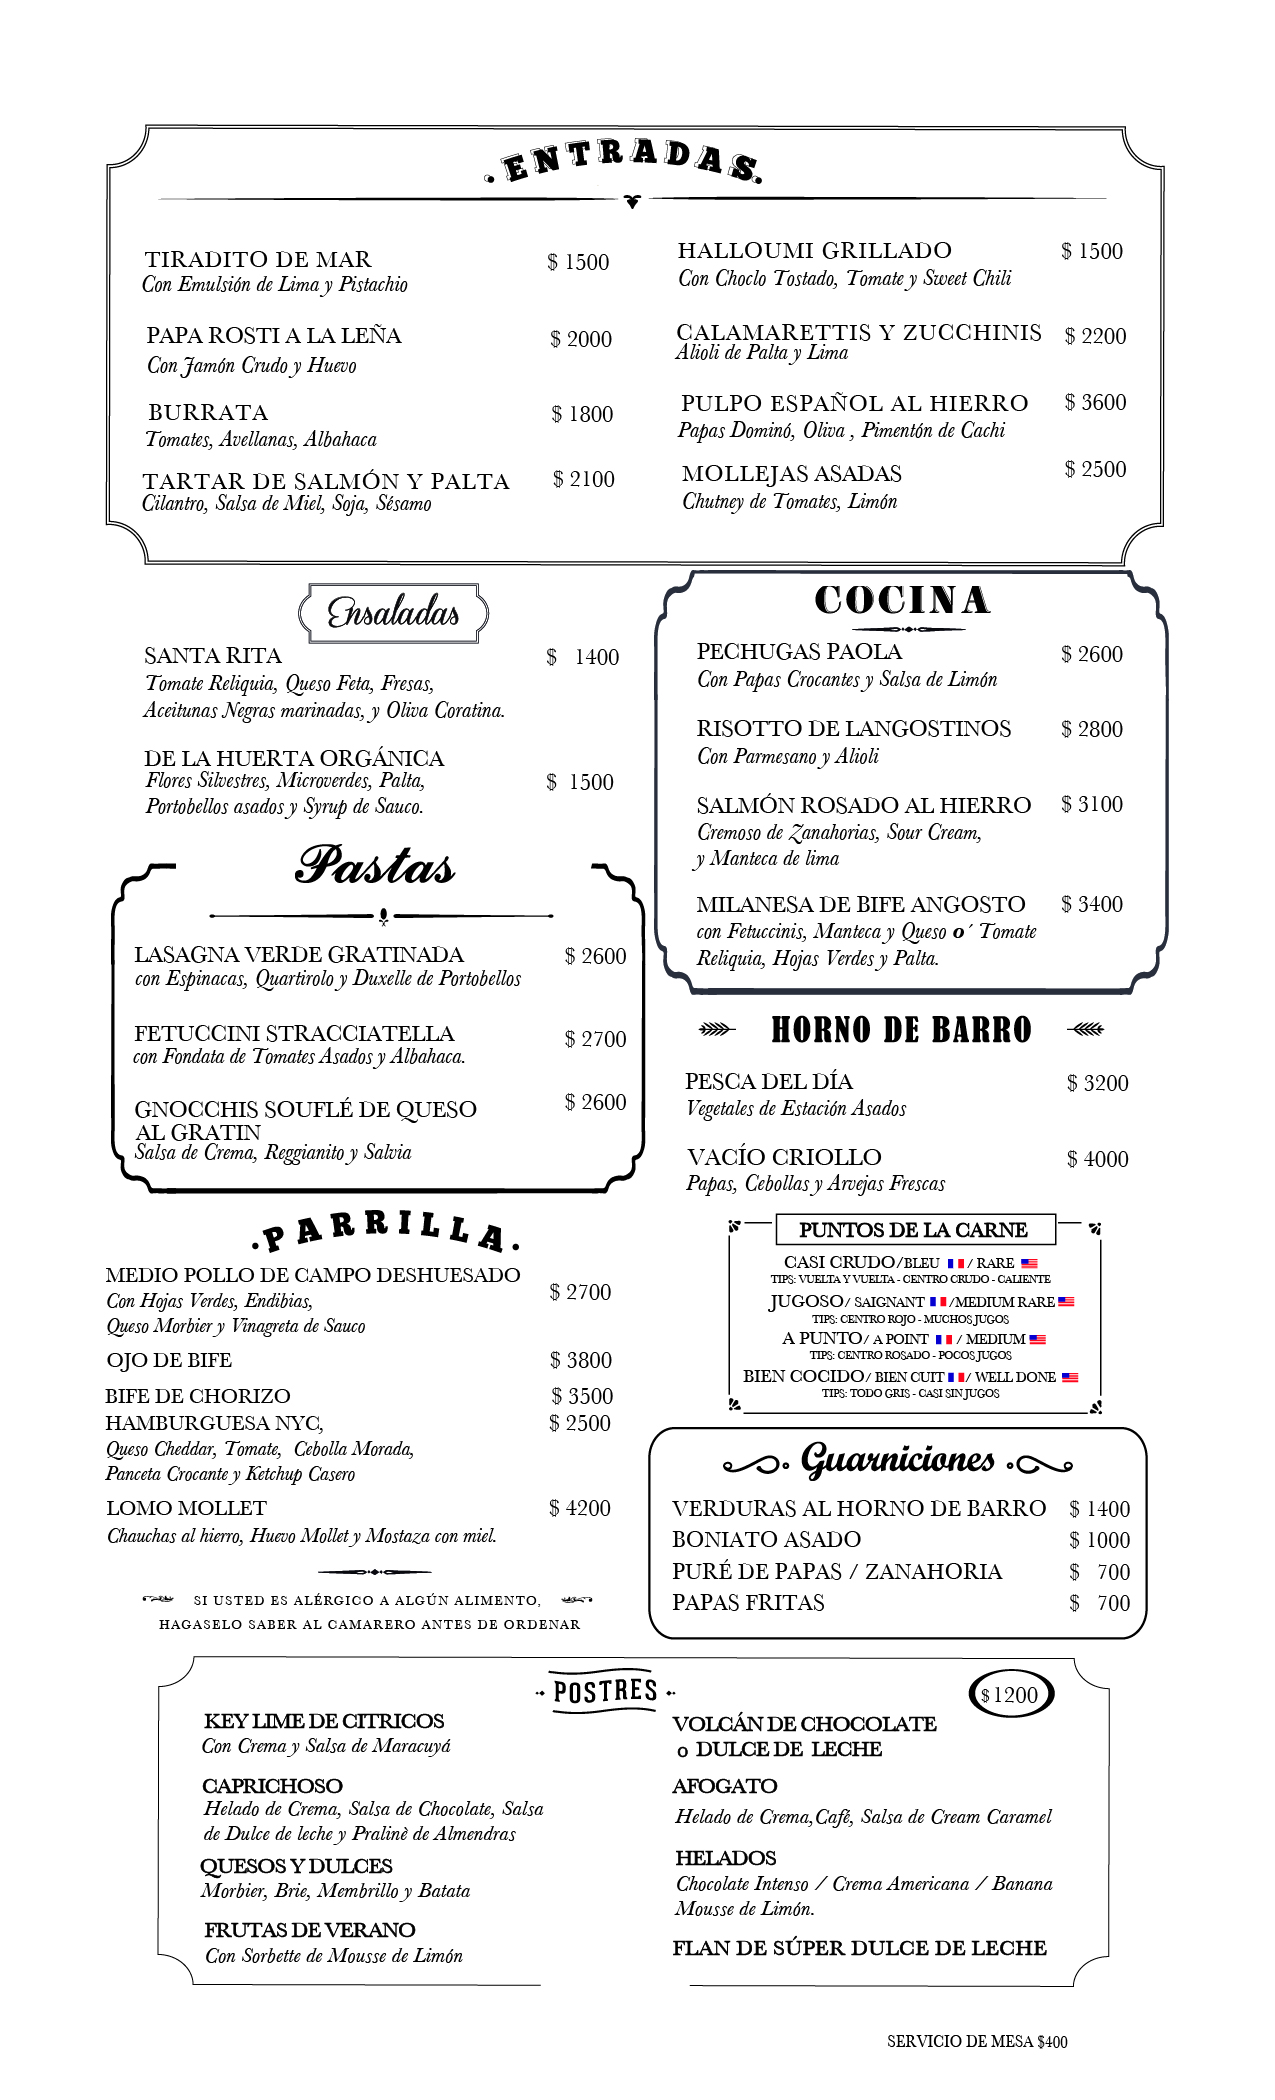 .ENTRADAS.
TIRADITO DE MAR $ 1500
Con Emulsión de Lima y Pistachio
PAPA ROSTI A LA LEÑA $ 2000
Con Jamón Crudo y Huevo
BURRATA $ 1800
Tomates, Avellanas, Albahaca
TARTAR DE SALMÓN Y PALTA $ 2100
Cilantro, Salsa de Miel, Soja, Sésamo
HALLOUMI GRILLADO $ 1500
Con Choclo Tostado, Tomate y Sweet Chili
CALAMARETTIS Y ZUCCHINIS $ 2200
Alioli de Palta y Lima
PULPO ESPAÑOL AL HIERRO $ 3600
Papas Dominó, Oliva , Pimentón de Cachi
MOLLEJAS ASADAS $ 2500
Chutney de Tomates, Limón
Ensaladas
SANTA RITA $ 1400
Tomate Reliquia, Queso Feta, Fresas,
Aceitunas Negras marinadas, y Oliva Coratina.
DE LA HUERTA ORGÁNICA
Flores Silvestres, Microverdes, Palta, $ 1500
Portobellos asados y Syrup de Sauco.
Pastas
LASAGNA VERDE GRATINADA $ 2600
con Espinacas, Quartirolo y Duxelle de Portobellos
FETUCCINI STRACCIATELLA $ 2700
con Fondata de Tomates Asados y Albahaca.
GNOCCHIS SOUFLÉ DE QUESO $ 2600
AL GRATIN
Salsa de Crema, Reggianito y Salvia
.PARRILLA.
MEDIO POLLO DE CAMPO DESHUESADO $ 2700
Con Hojas Verdes, Endibias,
Queso Morbier y Vinagreta de Sauco
OJO DE BIFE $ 3800
BIFE DE CHORIZO $ 3500
HAMBURGUESA NYC, $ 2500
Queso Cheddar, Tomate, Cebolla Morada,
Panceta Crocante y Ketchup Casero
LOMO MOLLET $ 4200
Chauchas al hierro, Huevo Mollet y Mostaza con miel.
SI USTED ES ALÉRGICO A ALGÚN ALIMENTO,
HAGASELO SABER AL CAMARERO ANTES DE ORDENAR
COCINA
PECHUGAS PAOLA $ 2600
Con Papas Crocantes y Salsa de Limón
RISOTTO DE LANGOSTINOS $ 2800
Con Parmesano y Alioli
SALMÓN ROSADO AL HIERRO $ 3100
Cremoso de Zanahorias, Sour Cream,
y Manteca de lima
MILANESA DE BIFE ANGOSTO $ 3400
con Fetuccinis, Manteca y Queso o´ Tomate
Reliquia, Hojas Verdes y Palta.
HORNO DE BARRO
PESCA DEL DÍA $ 3200
Vegetales de Estación Asados
VACÍO CRIOLLO $ 4000
Papas, Cebollas y Arvejas Frescas
PUNTOS DE LA CARNE
CASI CRUDO/BLEU / RARE
TIPS: VUELTA Y VUELTA - CENTRO CRUDO - CALIENTE
JUGOSO/ SAIGNANT /MEDIUM RARE
TIPS: CENTRO ROJO - MUCHOS JUGOS
A PUNTO/ A POINT / MEDIUM
TIPS: CENTRO ROSADO - POCOS JUGOS
BIEN COCIDO/ BIEN CUIT / WELL DONE
TIPS: TODO GRIS - CASI SIN JUGOS
Guarniciones
VERDURAS AL HORNO DE BARRO $ 1400
BONIATO ASADO $ 1000
PURÉ DE PAPAS / ZANAHORIA $ 700
PAPAS FRITAS $ 700
POSTRES $1200
KEY LIME DE CITRICOS
Con Crema y Salsa de Maracuyá
CAPRICHOSO
Helado de Crema, Salsa de Chocolate, Salsa
de Dulce de leche y Pralinè de Almendras
QUESOS Y DULCES
Morbier, Brie, Membrillo y Batata
FRUTAS DE VERANO
Con Sorbette de Mousse de Limón
VOLCÁN DE CHOCOLATE
o DULCE DE LECHE
AFOGATO
Helado de Crema,Cafè, Salsa de Cream Caramel
HELADOS
Chocolate Intenso / Crema Americana / Banana
Mousse de Limón.
FLAN DE SÚPER DULCE DE LECHE
SERVICIO DE MESA $400